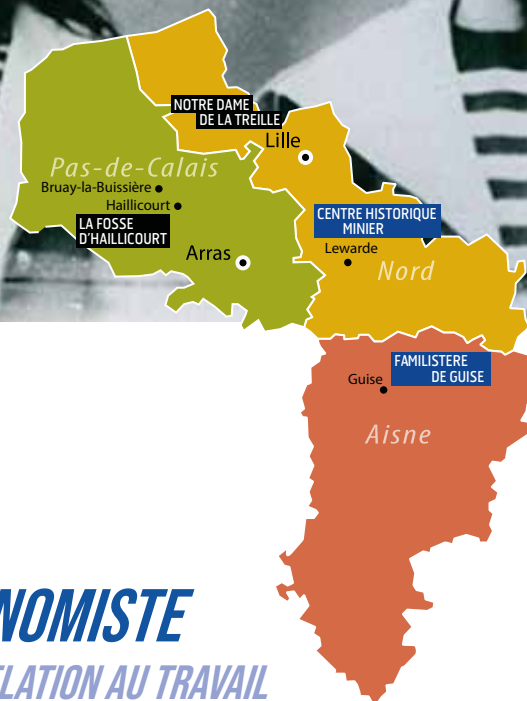 NOTRE DAME
DE LA TREILLE
Lille
Pas-de-Calais
Bruay-la-Buissière
Haillicourt
LA FOSSE
D'HAILLICOURT
CENTRE HISTORIQUE
MINIER
Arras
Lewarde
Nord
FAMILISTERE
DE GUISE
Guise
Aisne
NOMISTE
ELATION AU TRAVAIL